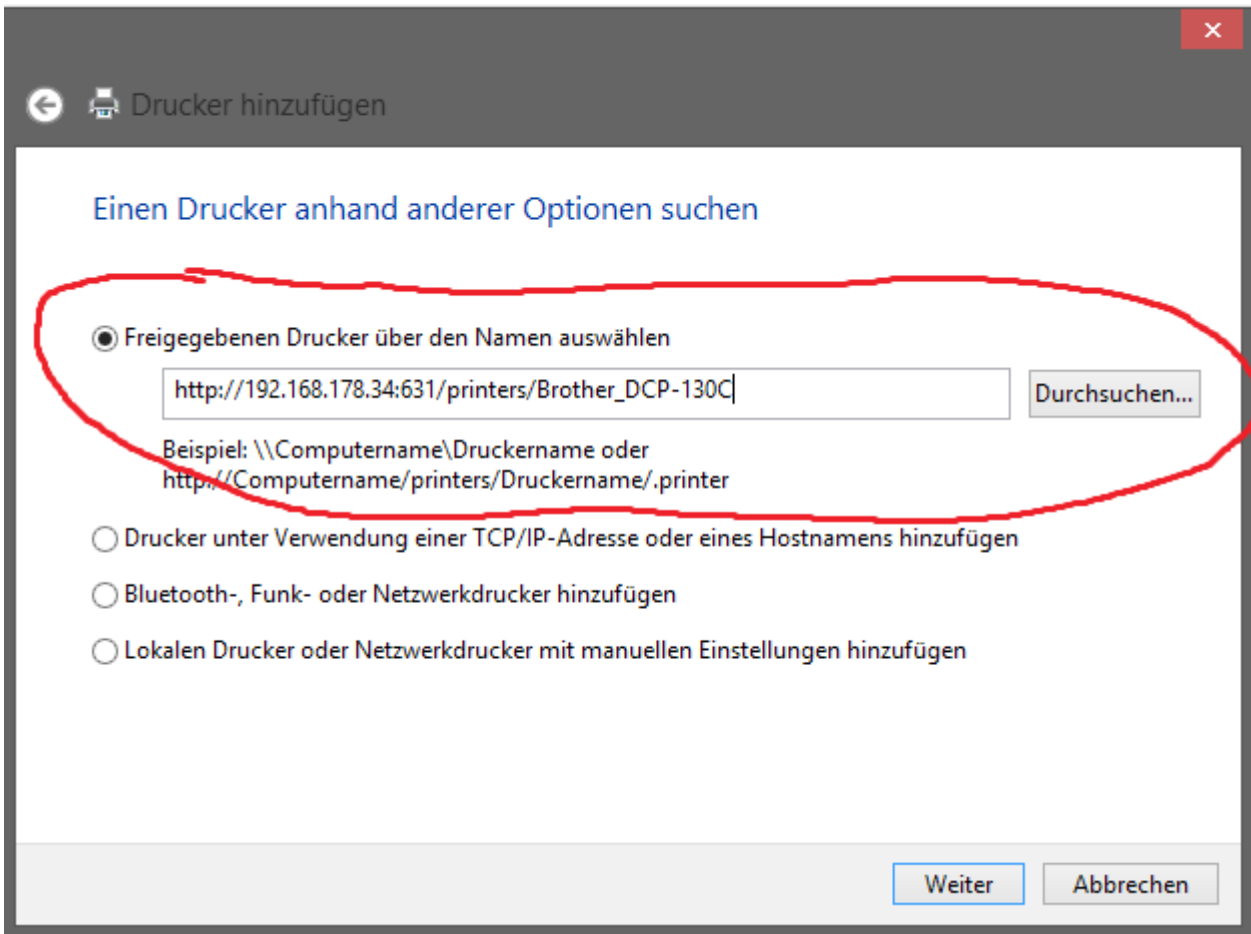 Drucker hinzufügen
Einen Drucker anhand anderer Optionen suchen
Freigegebenen Drucker über den Namen auswählen
http://192.168.178.34:631/printers/Brother_DCP-130C
Durchsuchen...
Beispiel: \\Computername\Druckername oder
http://Computername/printers/Druckername/.printer
Drucker unter Verwendung einer TCP/IP-Adresse oder eines Hostnamens hinzufügen
Bluetooth-, Funk- oder Netzwerkdrucker hinzufügen
Lokalen Drucker oder Netzwerkdrucker mit manuellen Einstellungen hinzufügen
Weiter
Abbrechen